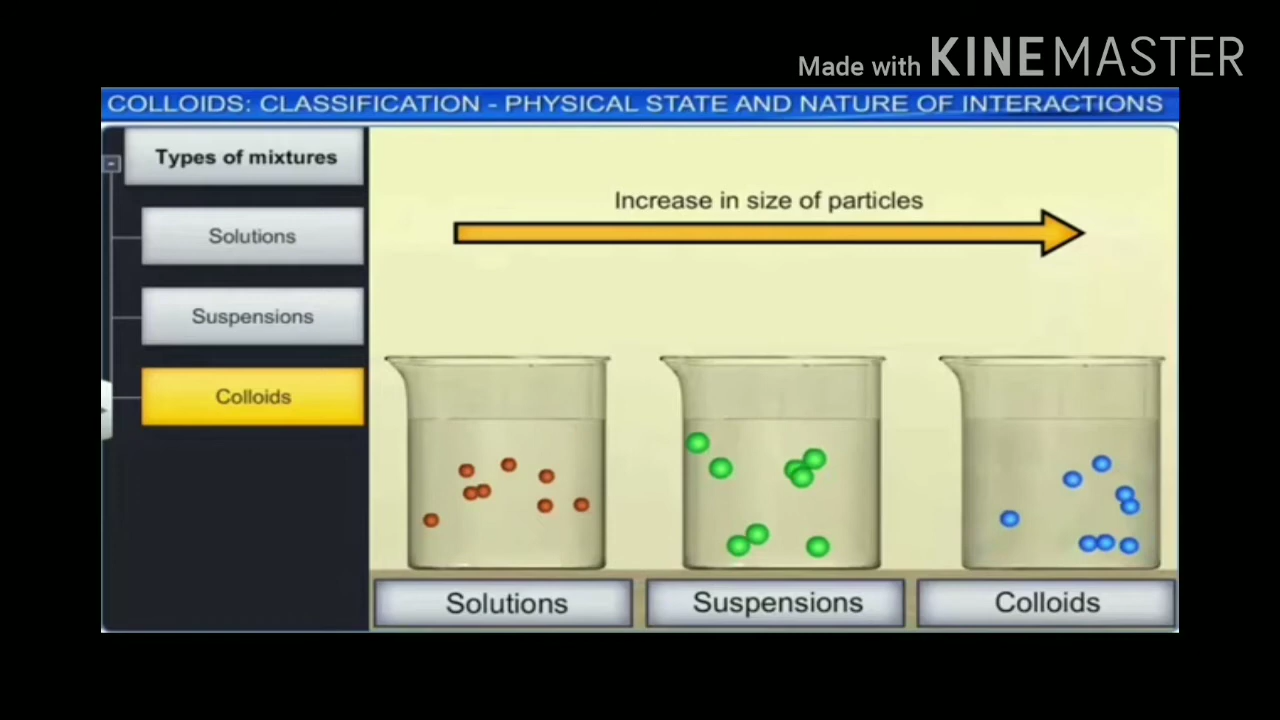 Made with KINEMASTER
COLLOIDS: CLASSIFICATION - PHYSICAL STATE AND NATURE OF INTERACTIONS
Types of mixtures
Solutions
Suspensions
Colloids
Increase in size of particles
Solutions
Suspensions
Colloids